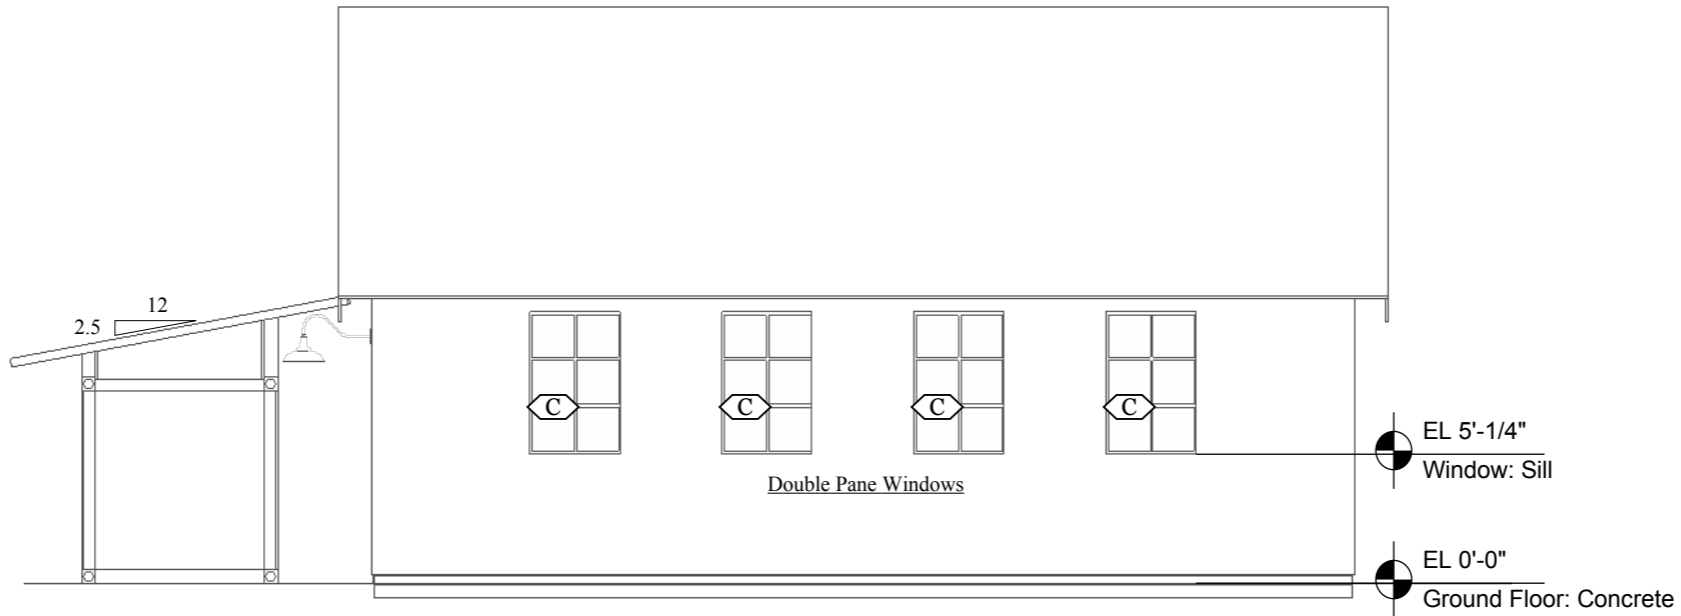 12
2.5
C C C C
EL 5'-1/4"
Window: Sill
Double Pane Windows
EL 0'-0"
Ground Floor: Concrete